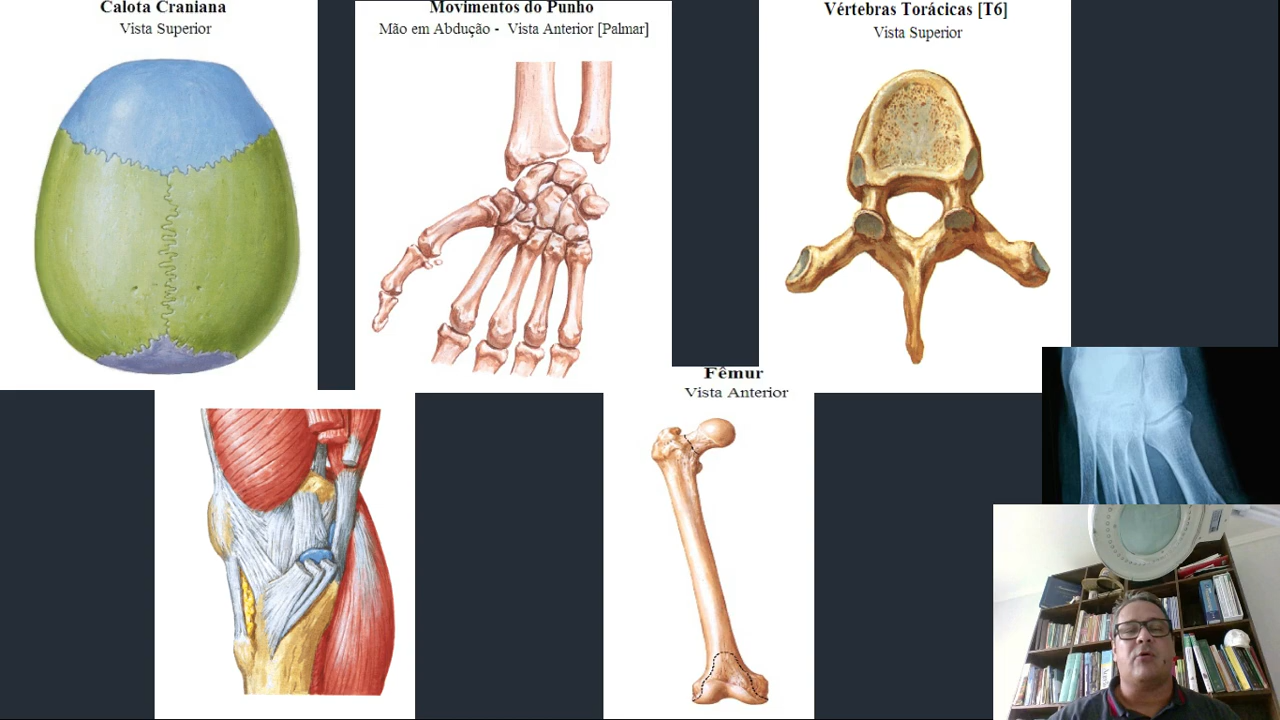 Calota Craniana
Vista Superior
Movimentos do Punho
Mão em Abdução - Vista Anterior [Palmar]
Vértebras Torácicas [T6]
Vista Superior
Fêmur
Vista Anterior